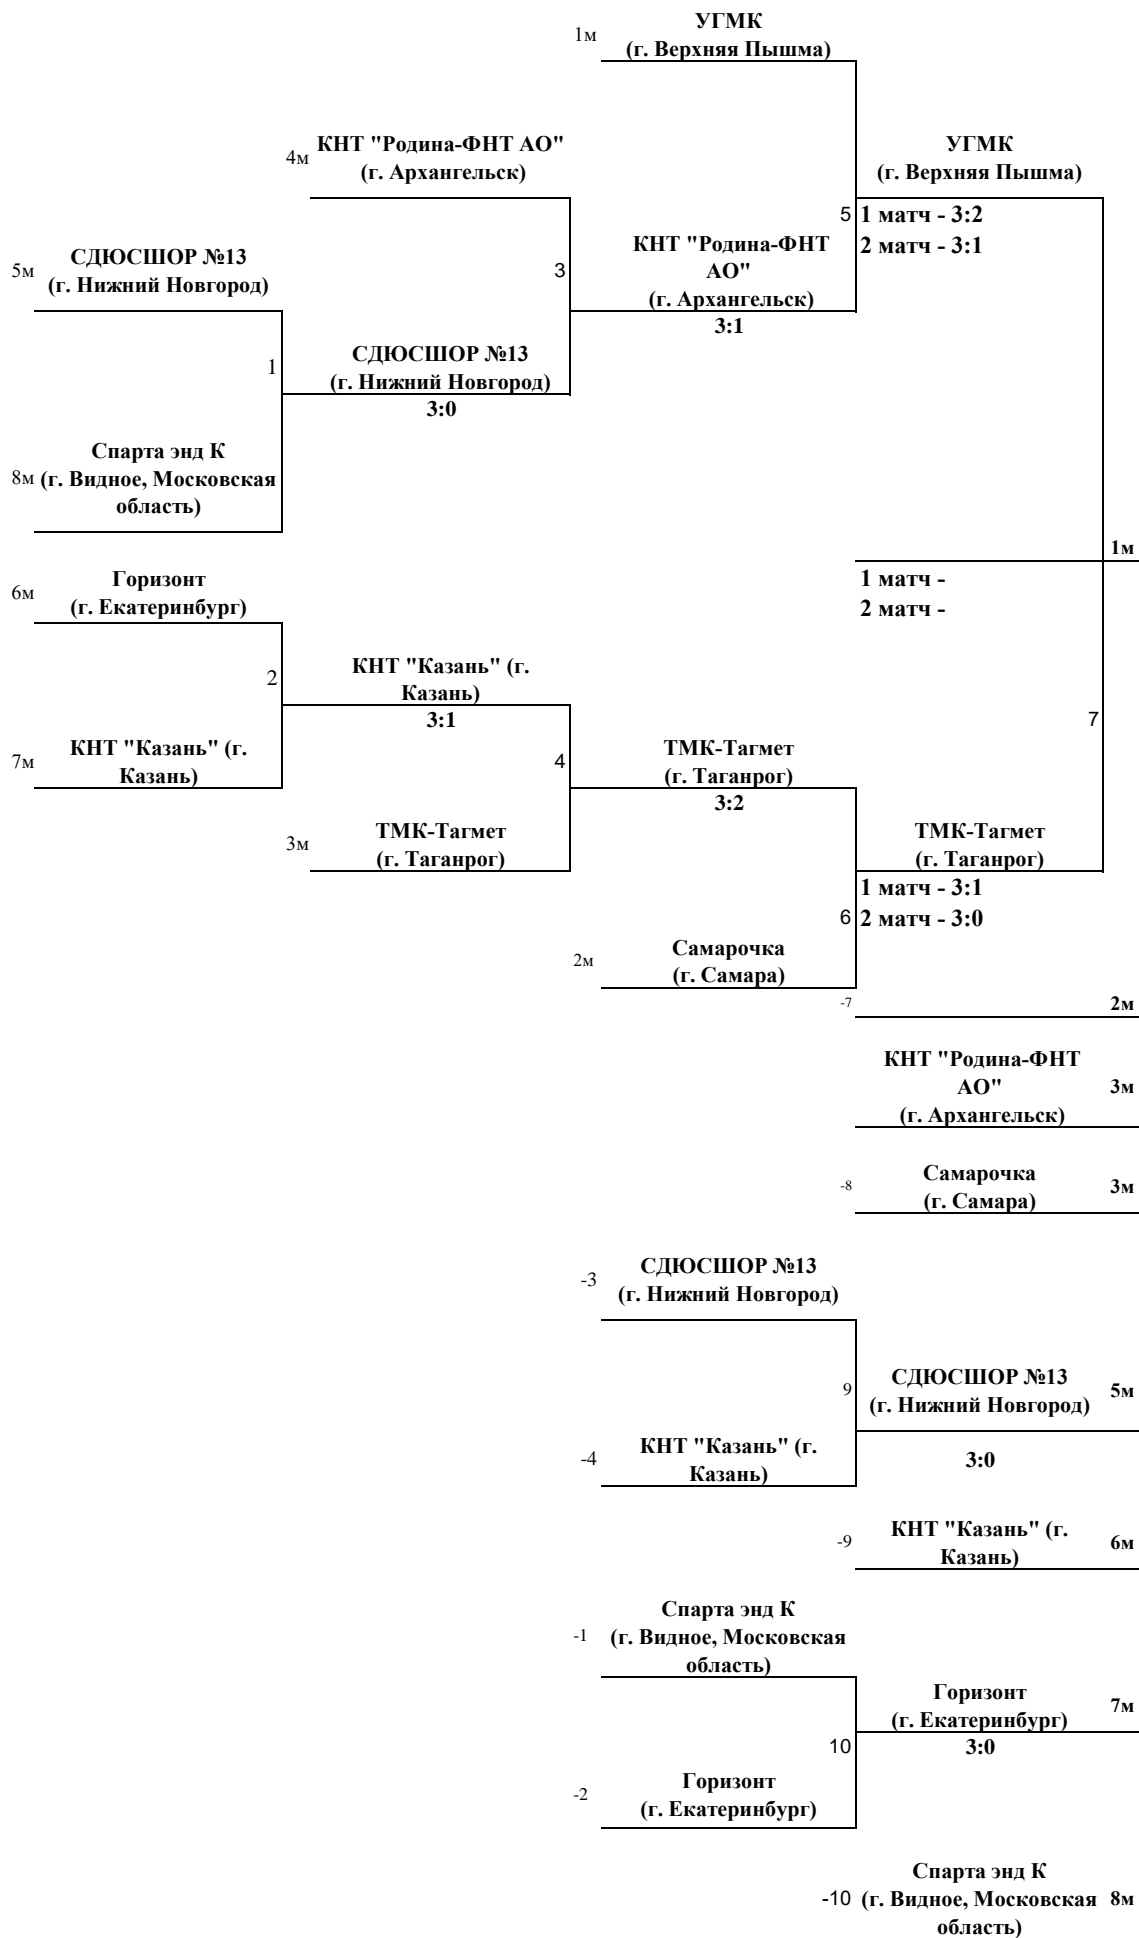 УГМК
1м
(г. Верхняя Пышма)
КНТ "Родина-ФНТ АО"
4м
(г. Архангельск)
УГМК
(г. Верхняя Пышма)
5
1 матч - 3:2
2 матч - 3:1
СДЮСШОР №13
5м
(г. Нижний Новгород)
3
КНТ "Родина-ФНТ
АО"
(г. Архангельск)
3:1
1
СДЮСШОР №13
(г. Нижний Новгород)
3:0
Спарта энд К
8м (г. Видное, Московская
область)
1м
1 матч -
2 матч -
Горизонт
6м
(г. Екатеринбург)
2
КНТ "Казань" (г.
Казань)
3:1
7
КНТ "Казань" (г.
7м
Казань)
4
ТМК-Тагмет
(г. Таганрог)
3:2
ТМК-Тагмет
3м
(г. Таганрог)
ТМК-Тагмет
(г. Таганрог)
1 матч - 3:1
6
2 матч - 3:0
Самарочка
2м
(г. Самара)
-7
2м
КНТ "Родина-ФНТ
АО"
3м
(г. Архангельск)
Самарочка
-8
3м
(г. Самара)
СДЮСШОР №13
-3
(г. Нижний Новгород)
9
СДЮСШОР №13
5м
(г. Нижний Новгород)
3:0
КНТ "Казань" (г.
-4
Казань)
КНТ "Казань" (г.
-9
6м
Казань)
Спарта энд К
-1 (г. Видное, Московская
область)
Горизонт
7м
(г. Екатеринбург)
10
3:0
Горизонт
-2
(г. Екатеринбург)
Спарта энд К
-10 (г. Видное, Московская 8м
область)